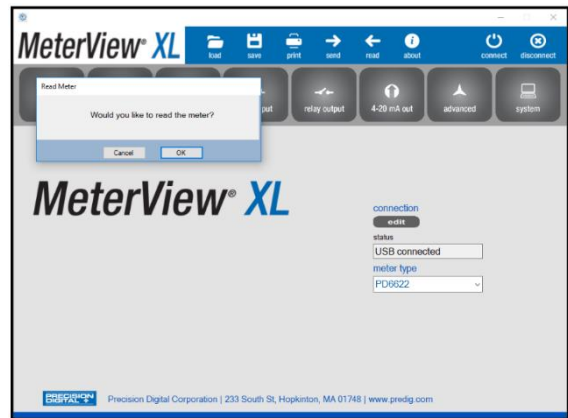 MeterView® XL
load save print send read about connect disconnect
Read Meter
Would you like to read the meter?
Cancel OK
put relay output 4-20 mA out advanced system
MeterView® XL
connection
edit
status
USB connected
meter type
PD6622
PRECISION
DIGITAL
Precision Digital Corporation | 233 South St, Hopkinton, MA 01748 | www.predig.com